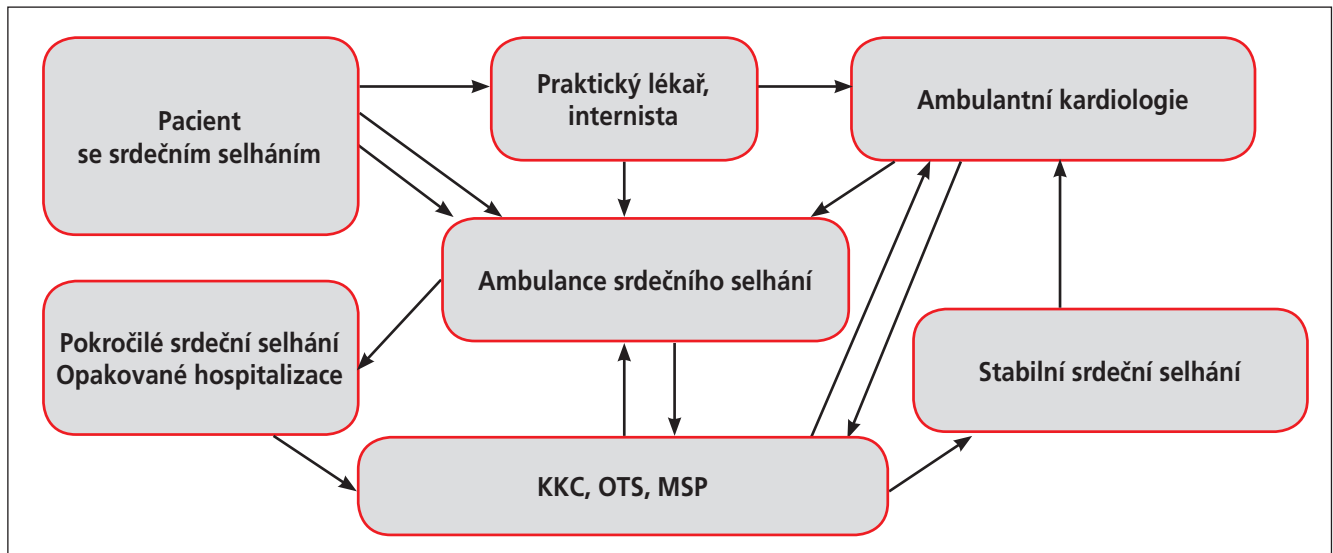 Pacient
se srdečním selháním
Praktický lékař,
internista
Ambulantní kardiologie
Ambulance srdečního selhání
Pokročilé srdeční selhání
Opakované hospitalizace
Stabilní srdeční selhání
KKC, OTS, MSP